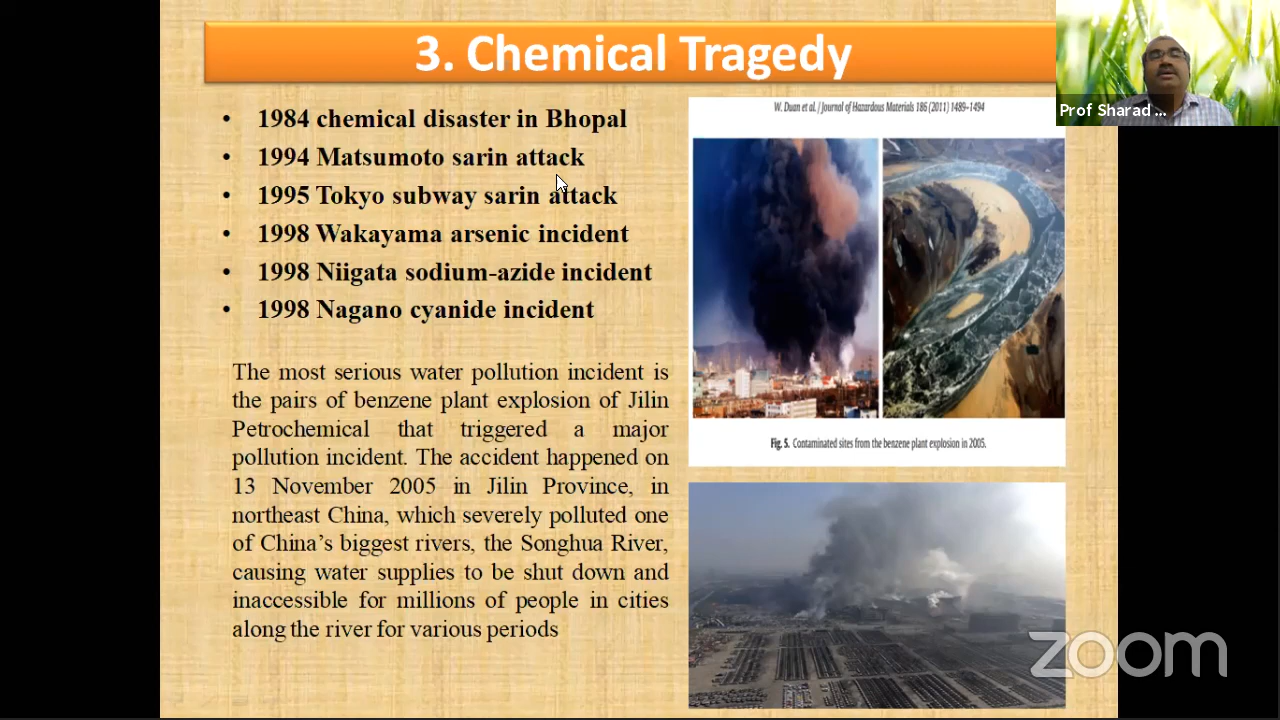 3. Chemical Tragedy
• 1984 chemical disaster in Bhopal
• 1994 Matsumoto sarin attack
• 1995 Tokyo subway sarin attack
• 1998 Wakayama arsenic incident
• 1998 Niigata sodium-azide incident
• 1998 Nagano cyanide incident
The most serious water pollution incident is
the pairs of benzene plant explosion of Jilin
Petrochemical that triggered a major
pollution incident. The accident happened on
13 November 2005 in Jilin Province, in
northeast China, which severely polluted one
of China's biggest rivers, the Songhua River,
causing water supplies to be shut down and
inaccessible for millions of people in cities
along the river for various periods
W. Duan et al. / Journal of Hazardous Materials 186 (2011) 1489–1494
Fig. 5. Contaminated sites from the benzene plant explosion in 2005.
Prof Sharad ...
zoom